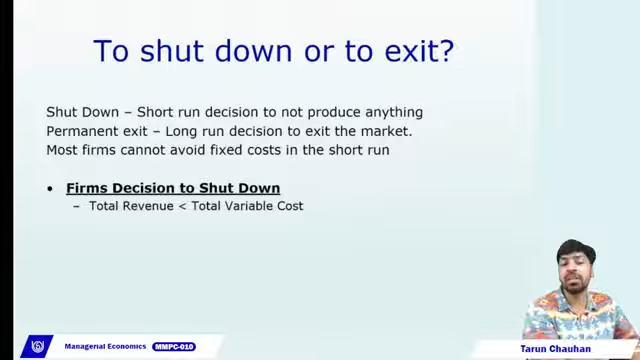 To shut down or to exit?
Shut Down – Short run decision to not produce anything
Permanent exit – Long run decision to exit the market.
Most firms cannot avoid fixed costs in the short run
• Firms Decision to Shut Down
– Total Revenue < Total Variable Cost
Managerial Economics MMPC-010
Tarun Chauhan